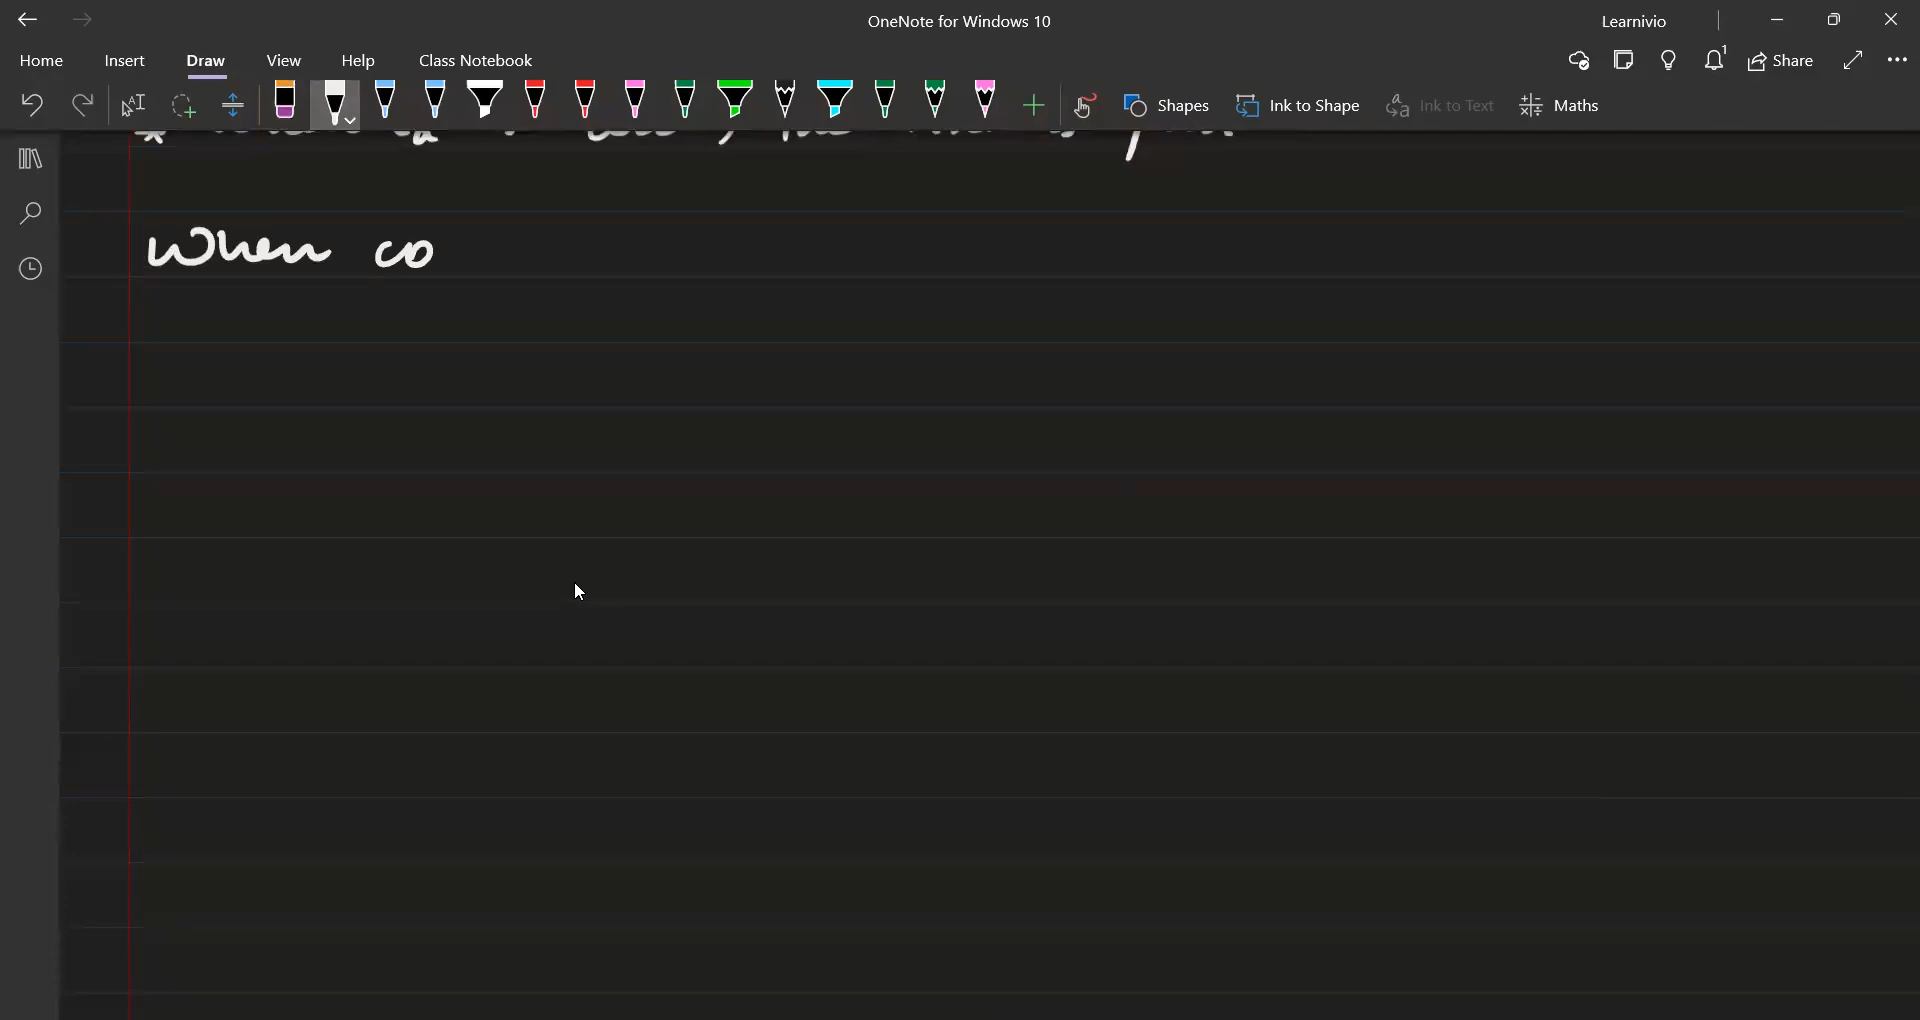 OneNote for Windows 10
Learnivio
Home Insert Draw View Help Class Notebook
1
Share
Shapes
Ink to Shape
Ink to Text
Maths
When co